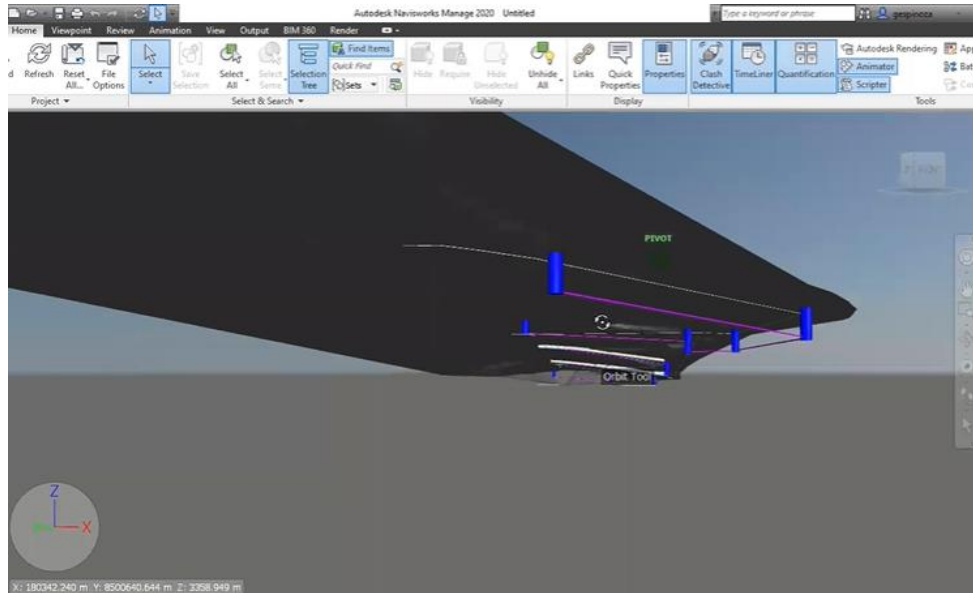 Autodesk Navisworks Manage 2020 Untitled
Type a keyword or phrase
gespinoza
Home Viewpoint Review Animation View Output BIM 360 Render
Refresh
Reset All...
File Options
Project
Select
Save Selection
Select All
Select Same
Selection Tree
Find Items
Quick Find
Sets
Select & Search
Hide
Require
Hide Unselected
Unhide All
Visibility
Links
Quick Properties
Properties
Display
Clash Detective
TimeLiner
Quantification
Autodesk Rendering
Animator
Scripter
Tools
PIVOT
Orbit Tool
Z
X
X: 180342.240 m Y: 8500640.644 m Z: 3358.949 m